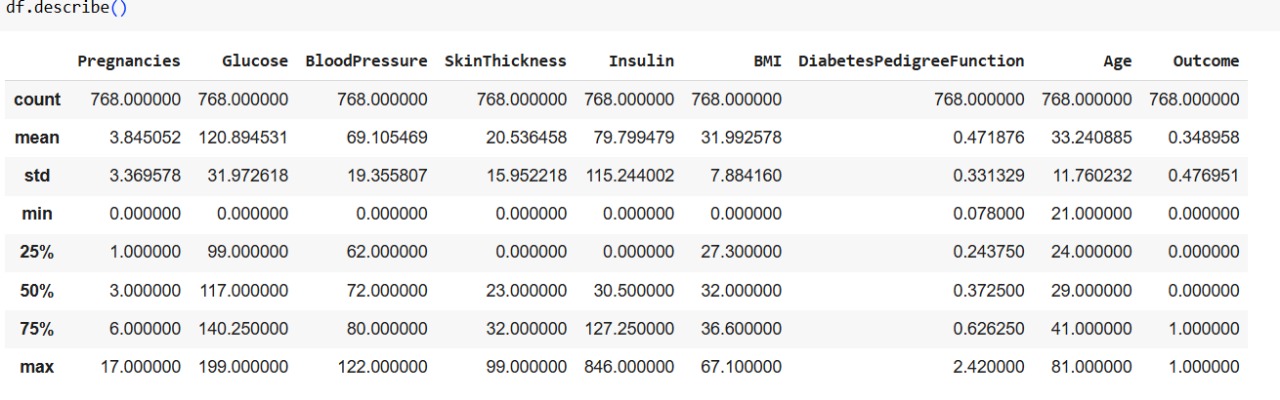 df.describe()
Pregnancies Glucose BloodPressure SkinThickness Insulin BMI DiabetesPedigreeFunction Age Outcome
count 768.000000 768.000000 768.000000 768.000000 768.000000 768.000000 768.000000 768.000000 768.000000
mean 3.845052 120.894531 69.105469 20.536458 79.799479 31.992578 0.471876 33.240885 0.348958
std 3.369578 31.972618 19.355807 15.952218 115.244002 7.884160 0.331329 11.760232 0.476951
min 0.000000 0.000000 0.000000 0.000000 0.000000 0.000000 0.078000 21.000000 0.000000
25% 1.000000 99.000000 62.000000 0.000000 0.000000 27.300000 0.243750 24.000000 0.000000
50% 3.000000 117.000000 72.000000 23.000000 30.500000 32.000000 0.372500 29.000000 0.000000
75% 6.000000 140.250000 80.000000 32.000000 127.250000 36.600000 0.626250 41.000000 1.000000
max 17.000000 199.000000 122.000000 99.000000 846.000000 67.100000 2.420000 81.000000 1.000000